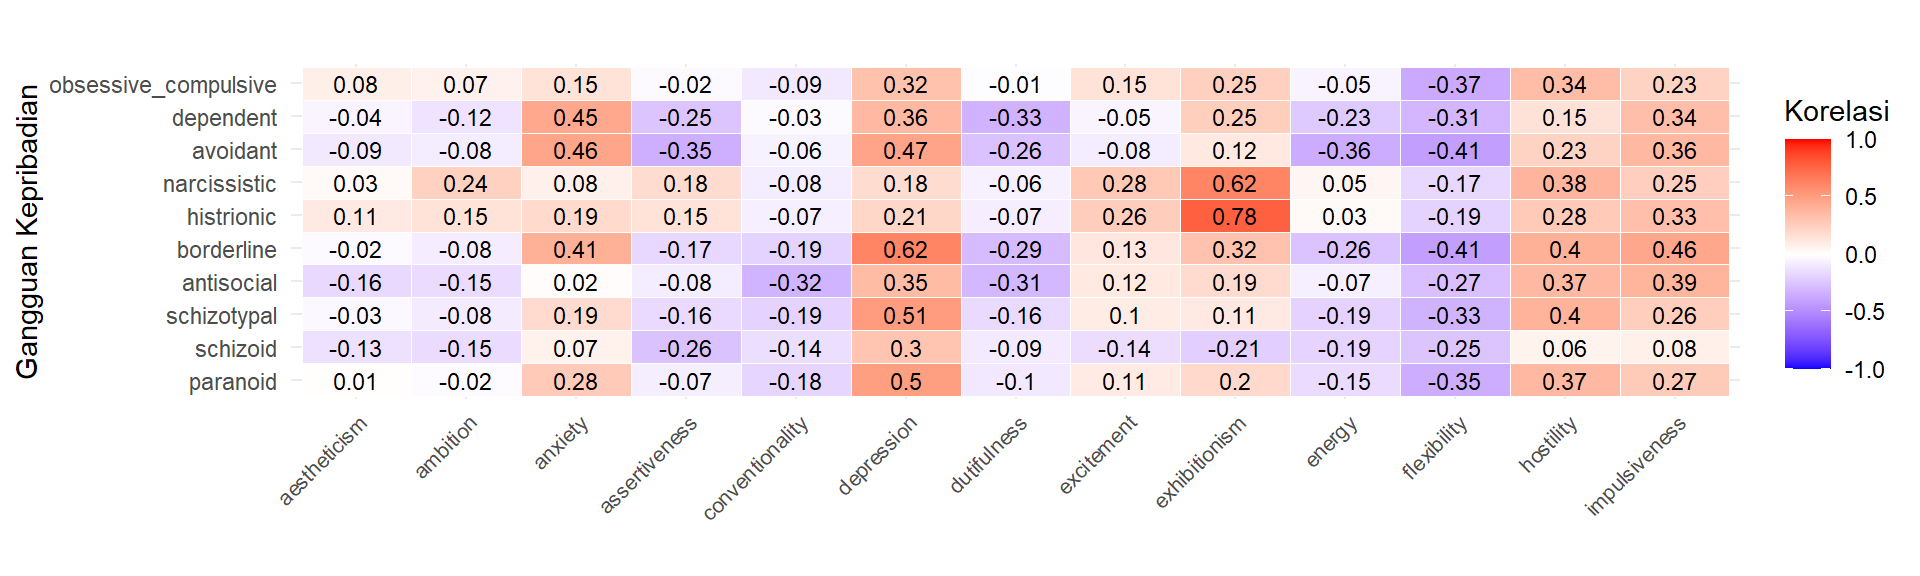 Gangguan Kepribadian
obsessive_compulsive 0.08 0.07 0.15 -0.02 -0.09 0.32 -0.01 0.15 0.25 -0.05 -0.37 0.34 0.23
dependent -0.04 -0.12 0.45 -0.25 -0.03 0.36 -0.33 -0.05 0.25 -0.23 -0.31 0.15 0.34
avoidant -0.09 -0.08 0.46 -0.35 -0.06 0.47 -0.26 -0.08 0.12 -0.36 -0.41 0.23 0.36
narcissistic 0.03 0.24 0.08 0.18 -0.08 0.18 -0.06 0.28 0.62 0.05 -0.17 0.38 0.25
histrionic 0.11 0.15 0.19 0.15 -0.07 0.21 -0.07 0.26 0.78 0.03 -0.19 0.28 0.33
borderline -0.02 -0.08 0.41 -0.17 -0.19 0.62 -0.29 0.13 0.32 -0.26 -0.41 0.4 0.46
antisocial -0.16 -0.15 0.02 -0.08 -0.32 0.35 -0.31 0.12 0.19 -0.07 -0.27 0.37 0.39
schizotypal -0.03 -0.08 0.19 -0.16 -0.19 0.51 -0.16 0.1 0.11 -0.19 -0.33 0.4 0.26
schizoid -0.13 -0.15 0.07 -0.26 -0.14 0.3 -0.09 -0.14 -0.21 -0.19 -0.25 0.06 0.08
paranoid 0.01 -0.02 0.28 -0.07 -0.18 0.5 -0.1 0.11 0.2 -0.15 -0.35 0.37 0.27
aestheticism ambition anxiety assertiveness conventionality depression dutifulness excitement exhibitionism energy flexibility hostility impulsiveness
Korelasi
1.0
0.5
0.0
-0.5
-1.0